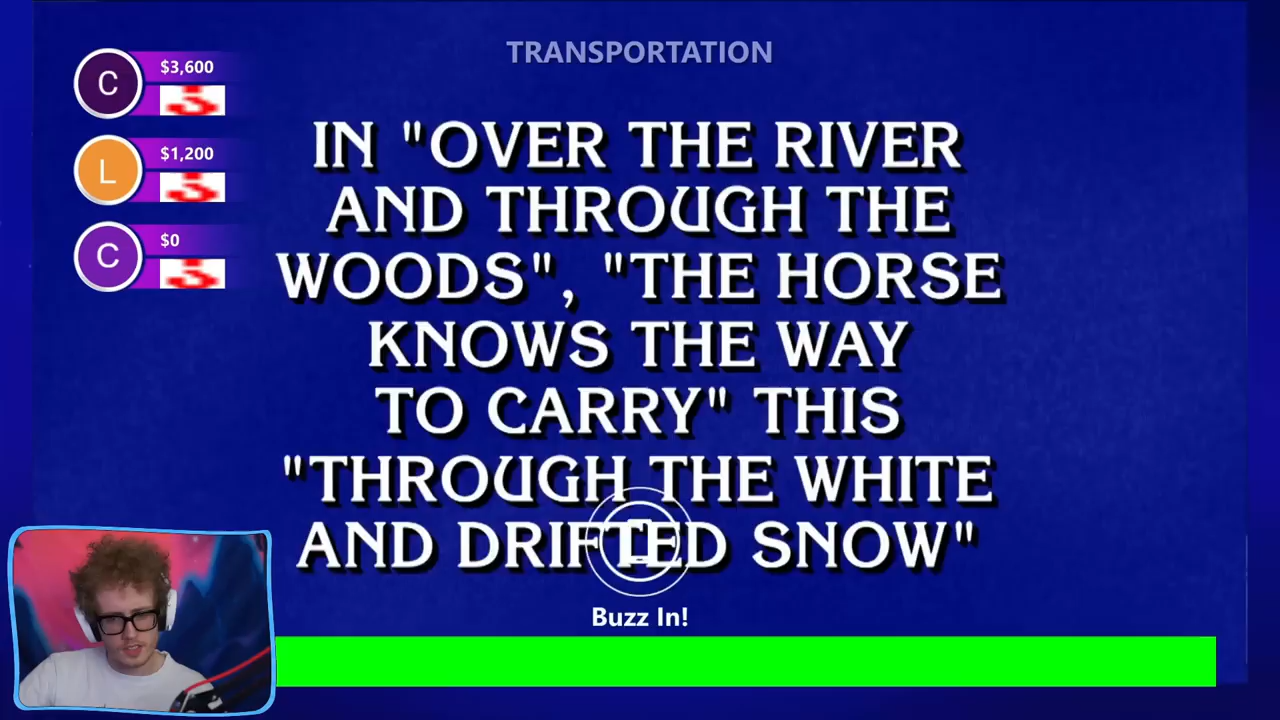 TRANSPORTATION
C
$3,600
L
$1,200
C
$0
IN "OVER THE RIVER
AND THROUGH THE
WOODS", "THE HORSE
KNOWS THE WAY
TO CARRY" THIS
"THROUGH THE WHITE
AND DRIFTED SNOW"
Buzz In!